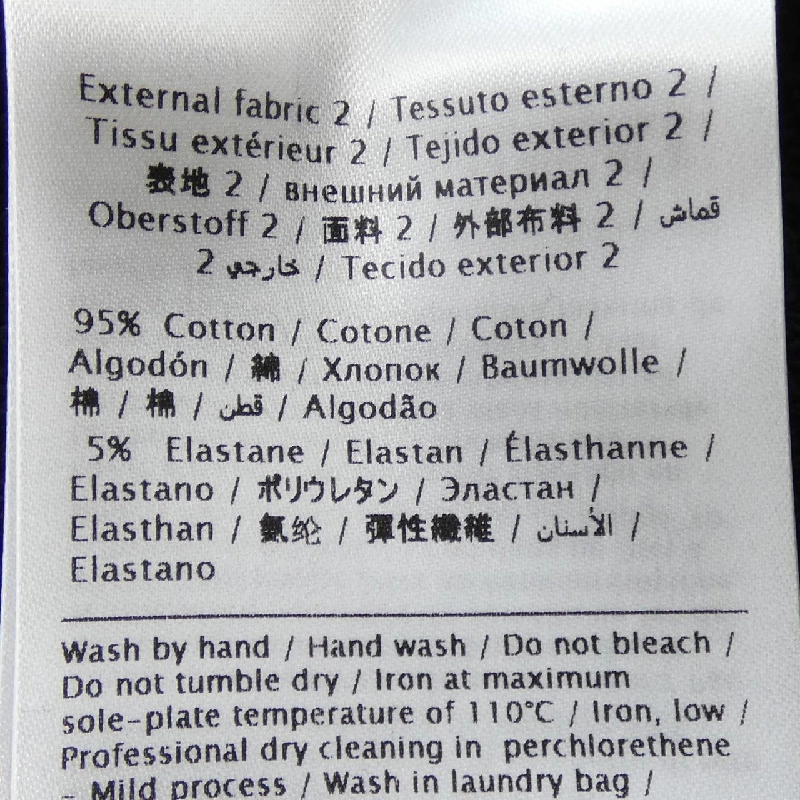 External fabric 2 / Tessuto esterno 2 /
Tissu extérieur 2 / Tejido exterior 2 /
表地 2 / внешний материал 2 /
Oberstoff 2 / 面料 2 / 外部布料 2 / قماش
خارجي 2 / Tecido exterior 2
95% Cotton / Cotone / Coton /
Algodón / 綿 / Хлопок / Baumwolle /
棉 / 棉 / قطن / Algodão
5% Elastane / Elastan / Élasthanne /
Elastano / ポリウレタン / Эластан /
Elasthan / 氨纶 / 彈性纖維 / الأسنان /
Elastano
Wash by hand / Hand wash / Do not bleach /
Do not tumble dry / Iron at maximum
sole-plate temperature of 110°C / Iron, low /
Professional dry cleaning in perchlorethene
- Mild process / Wash in laundry bag /